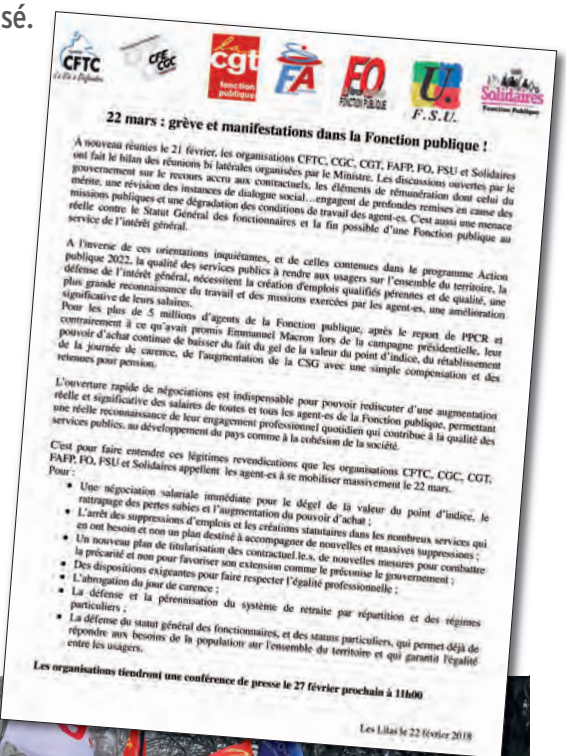 sé.
CFTC
La Vie à Défendre
CFE CGC
la cgt
fonction
publique
FA
FO
FONCTION PUBLIQUE
U.
F.S.U.
Solidaires
Fonction Publique
22 mars : grève et manifestations dans la Fonction publique !
A nouveau réunies le 21 février, les organisations CFTC, CGC, CGT, FAFP, FO, FSU et Solidaires
ont fait le bilan des réunions bi latérales organisées par le Ministre. Les discussions ouvertes par le
gouvernement sur le recours accru aux contractuels, les éléments de rémunération dont celui du
mérite, une révision des instances de dialogue social…engagent de profondes remises en cause des
missions publiques et une dégradation des conditions de travail des agent-es. C'est aussi une menace
réelle contre le Statut Général des fonctionnaires et la fin possible d'une Fonction publique au
service de l'intérêt général.
A l'inverse de ces orientations inquiétantes, et de celles contenues dans le programme Action
publique 2022, la qualité des services publics à rendre aux usagers sur l'ensemble du territoire, la
défense de l'intérêt général, nécessitent la création d'emplois qualifiés pérennes et de qualité, une
plus grande reconnaissance du travail et des missions exercées par les agent-es, une amélioration
significative de leurs salaires.
Pour les plus de 5 millions d'agents de la Fonction publique, après le report de PPCR et
contrairement à ce qu'avait promis Emmanuel Macron lors de la campagne présidentielle, leur
pouvoir d'achat continue de baisser du fait du gel de la valeur du point d'indice, du rétablissement
de la journée de carence, de l'augmentation de la CSG avec une simple compensation et des
retenues pour pension.
L'ouverture rapide de négociations est indispensable pour pouvoir rediscuter d'une augmentation
réelle et significative des salaires de toutes et tous les agent-es de la Fonction publique, permettant
une réelle reconnaissance de leur engagement professionnel quotidien qui contribue à la qualité des
services publics, au développement du pays comme à la cohésion de la société.
C'est pour faire entendre ces légitimes revendications que les organisations CFTC, CGC, CGT,
FAFP, FO, FSU et Solidaires appellent les agent-es à se mobiliser massivement le 22 mars.
Pour :
• Une négociation salariale immédiate pour le dégel de la valeur du point d'indice, le
rattrapage des pertes subies et l'augmentation du pouvoir d'achat ;
• L'arrêt des suppressions d'emplois et les créations statutaires dans les nombreux services qui
en ont besoin et non un plan destiné à accompagner de nouvelles et massives suppressions ;
• Un nouveau plan de titularisation des contractuel.le.s, de nouvelles mesures pour combattre
la précarité et non pour favoriser son extension comme le préconise le gouvernement ;
• Des dispositions exigeantes pour faire respecter l'égalité professionnelle ;
• L'abrogation du jour de carence ;
• La défense et la pérennisation du système de retraite par répartition et des régimes
particuliers ;
• La défense du statut général des fonctionnaires, et des statuts particuliers, qui permet déjà de
répondre aux besoins de la population sur l'ensemble du territoire et qui garantit l'égalité
entre les usagers.
Les organisations tiendront une conférence de presse le 27 février prochain à 11h00
Les Lilas le 22 février 2018